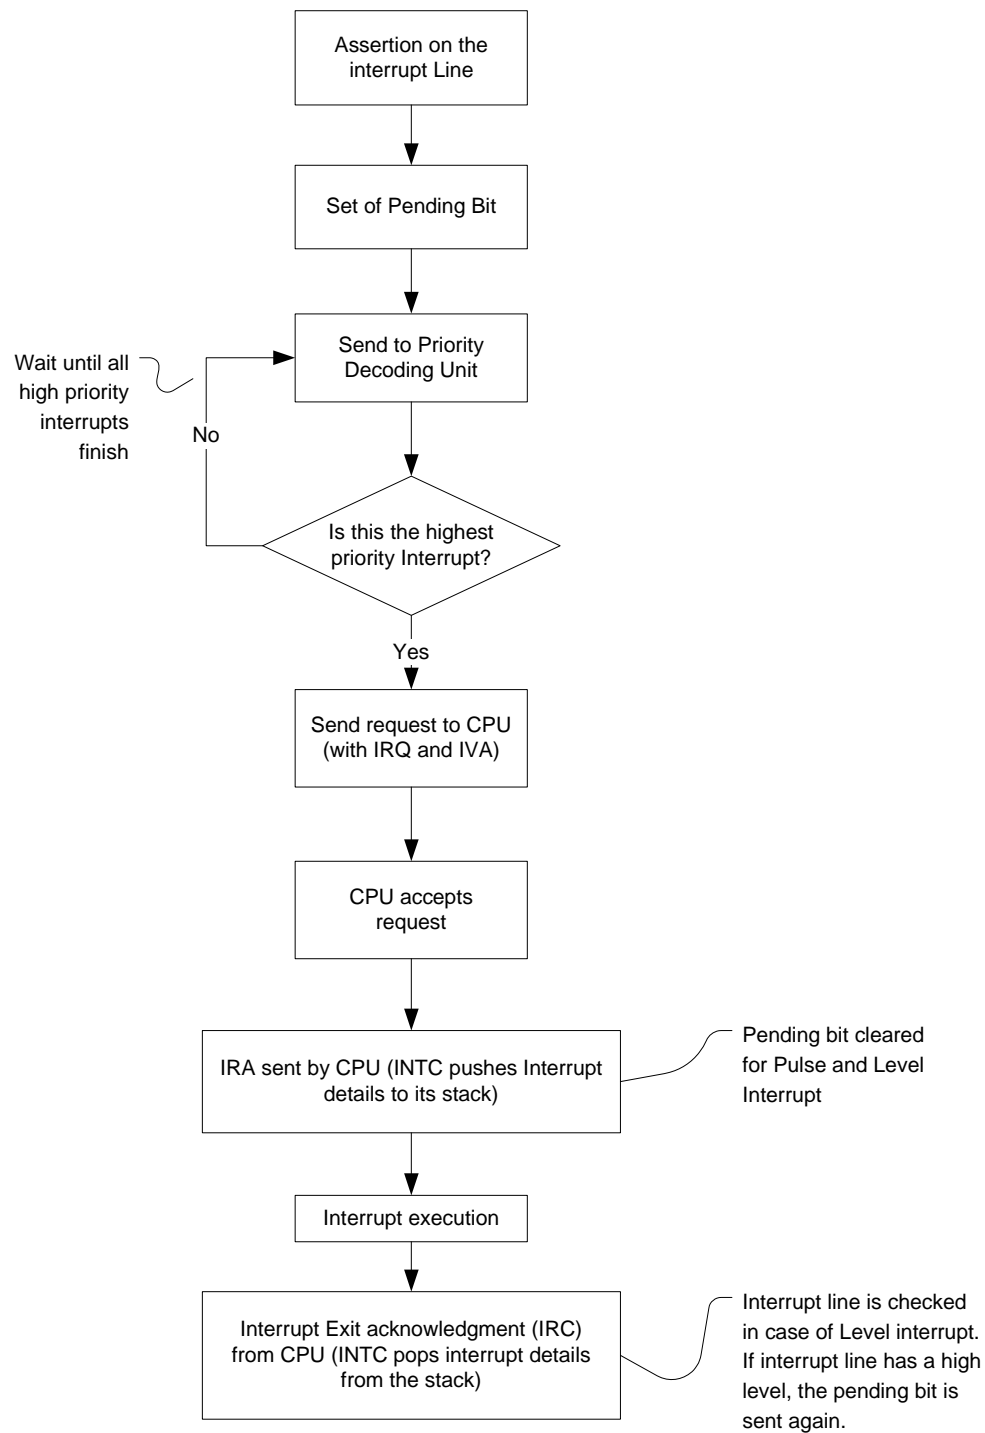 Assertion on the
interrupt Line
Set of Pending Bit
Send to Priority
Decoding Unit
Wait until all
high priority
interrupts
finish
No
Is this the highest
priority Interrupt?
Yes
Send request to CPU
(with IRQ and IVA)
CPU accepts
request
IRA sent by CPU (INTC pushes Interrupt
details to its stack)
Pending bit cleared
for Pulse and Level
Interrupt
Interrupt execution
Interrupt Exit acknowledgment (IRC)
from CPU (INTC pops interrupt details
from the stack)
Interrupt line is checked
in case of Level interrupt.
If interrupt line has a high
level, the pending bit is
sent again.